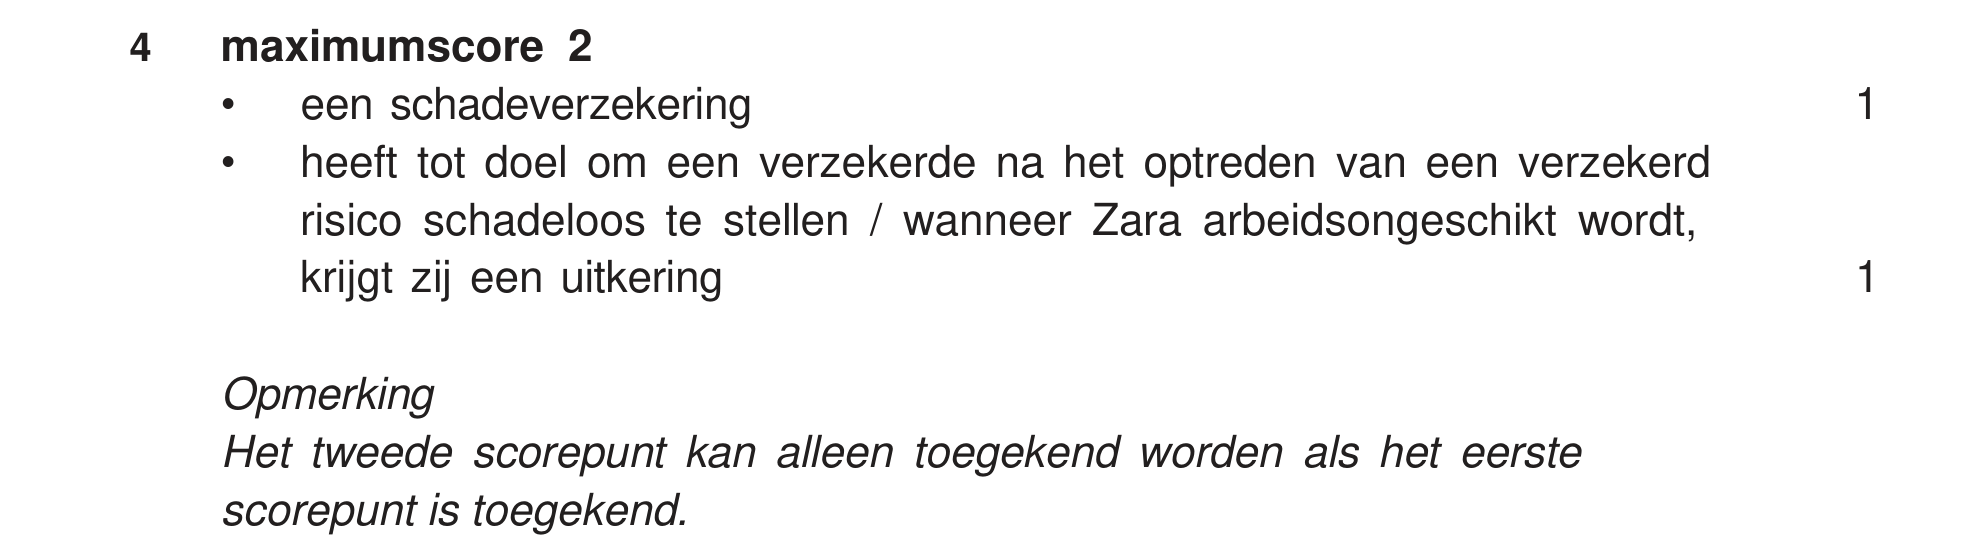 4 maximumscore 2
• een schadeverzekering 1
• heeft tot doel om een verzekerde na het optreden van een verzekerd
risico schadeloos te stellen / wanneer Zara arbeidsongeschikt wordt,
krijgt zij een uitkering 1
Opmerking
Het tweede scorepunt kan alleen toegekend worden als het eerste
scorepunt is toegekend.